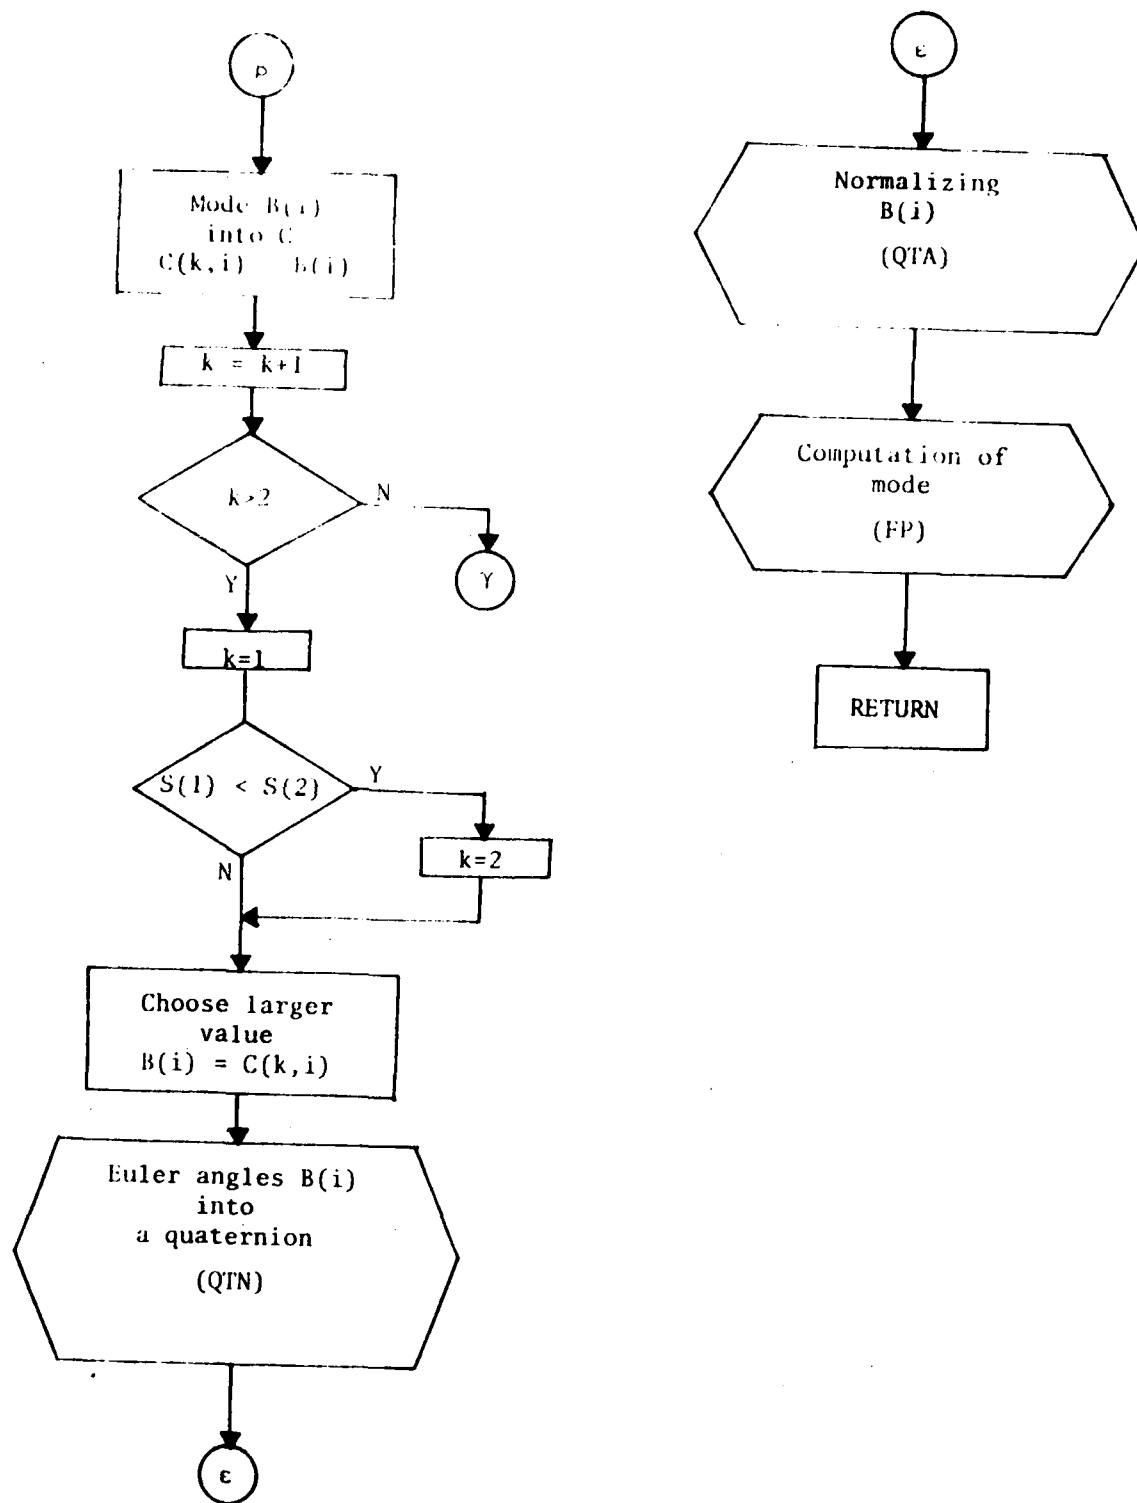 ρ
Mode B(i)
into C
C(k,i) B(i)
k = k+1
k>2
N
γ
Y
k=1
S(1) < S(2)
Y
k=2
N
Choose larger
value
B(i) = C(k,i)
Euler angles B(i)
into
a quaternion
(QTN)
ε
ε
Normalizing
B(i)
(QTA)
Computation of
mode
(FP)
RETURN